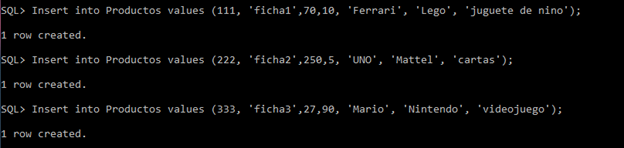 SQL> Insert into Productos values (111, 'ficha1',70,10, 'Ferrari', 'Lego', 'juguete de nino');
1 row created.
SQL> Insert into Productos values (222, 'ficha2',250,5, 'UNO', 'Mattel', 'cartas');
1 row created.
SQL> Insert into Productos values (333, 'ficha3',27,90, 'Mario', 'Nintendo', 'videojuego');
1 row created.